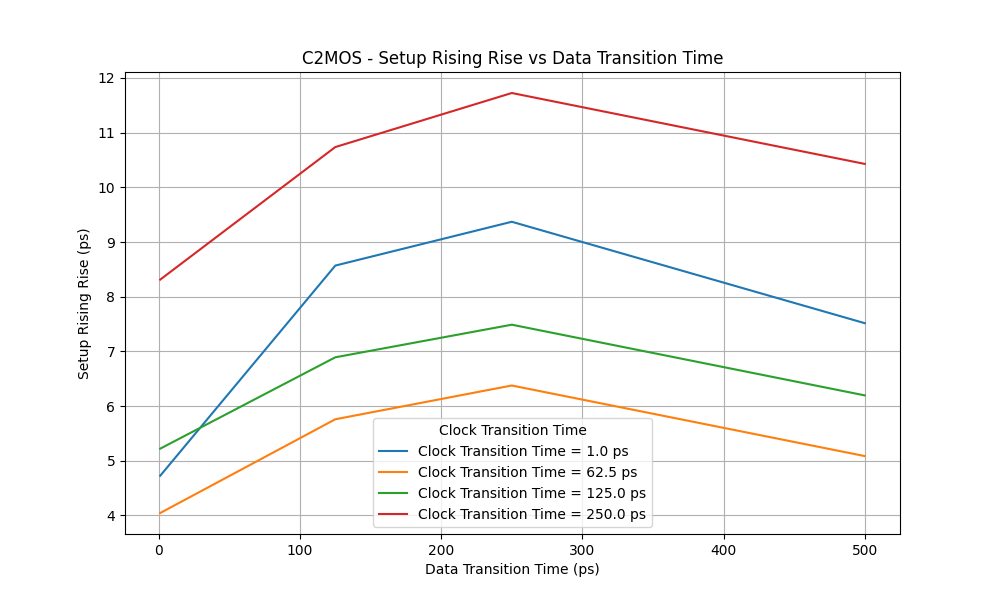 C2MOS - Setup Rising Rise vs Data Transition Time
12
11
10
9
8
7
6
5
4
Setup Rising Rise (ps)
Clock Transition Time
Clock Transition Time = 1.0 ps
Clock Transition Time = 62.5 ps
Clock Transition Time = 125.0 ps
Clock Transition Time = 250.0 ps
0 100 200 300 400 500
Data Transition Time (ps)